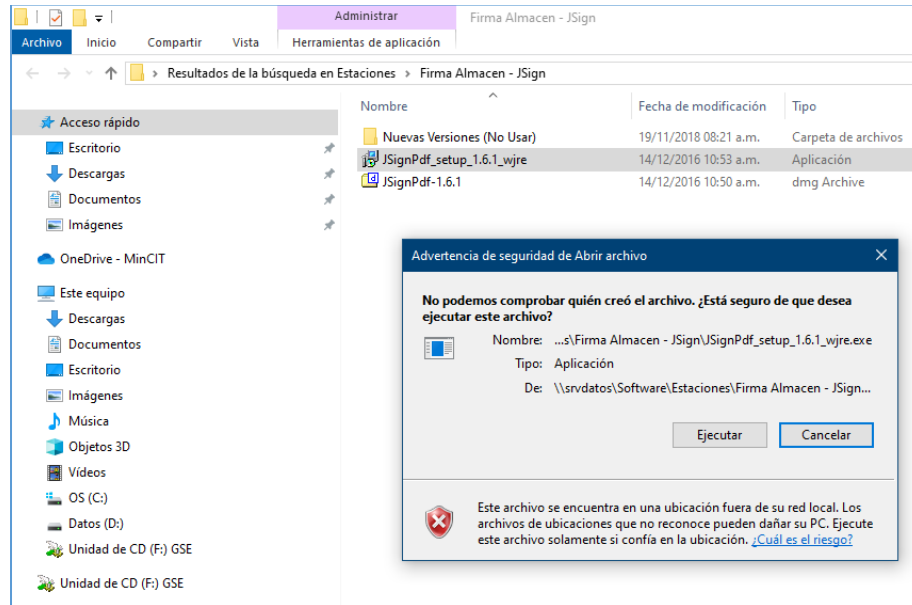 Administrar
Firma Almacen - JSign
Archivo
Inicio
Compartir
Vista
Herramientas de aplicación
Resultados de la búsqueda en Estaciones › Firma Almacen - JSign
Nombre
Fecha de modificación
Tipo
Acceso rápido
Escritorio
Descargas
Documentos
Imágenes
OneDrive - MinCIT
Este equipo
Descargas
Documentos
Escritorio
Imágenes
Música
Objetos 3D
Vídeos
OS (C:)
Datos (D:)
Unidad de CD (F:) GSE
Unidad de CD (F:) GSE
Nuevas Versiones (No Usar) 19/11/2018 08:21 a.m. Carpeta de archivos
JSignPdf_setup_1.6.1_wjre 14/12/2016 10:53 a.m. Aplicación
JSignPdf-1.6.1 14/12/2016 10:50 a.m. dmg Archive
Advertencia de seguridad de Abrir archivo
No podemos comprobar quién creó el archivo. ¿Está seguro de que desea
ejecutar este archivo?
Nombre: ...s\Firma Almacen - JSign\JSignPdf_setup_1.6.1_wjre.exe
Tipo: Aplicación
De: \\srvdatos\Software\Estaciones\Firma Almacen - JSign...
Ejecutar
Cancelar
Este archivo se encuentra en una ubicación fuera de su red local. Los
archivos de ubicaciones que no reconoce pueden dañar su PC. Ejecute
este archivo solamente si confía en la ubicación. ¿Cuál es el riesgo?